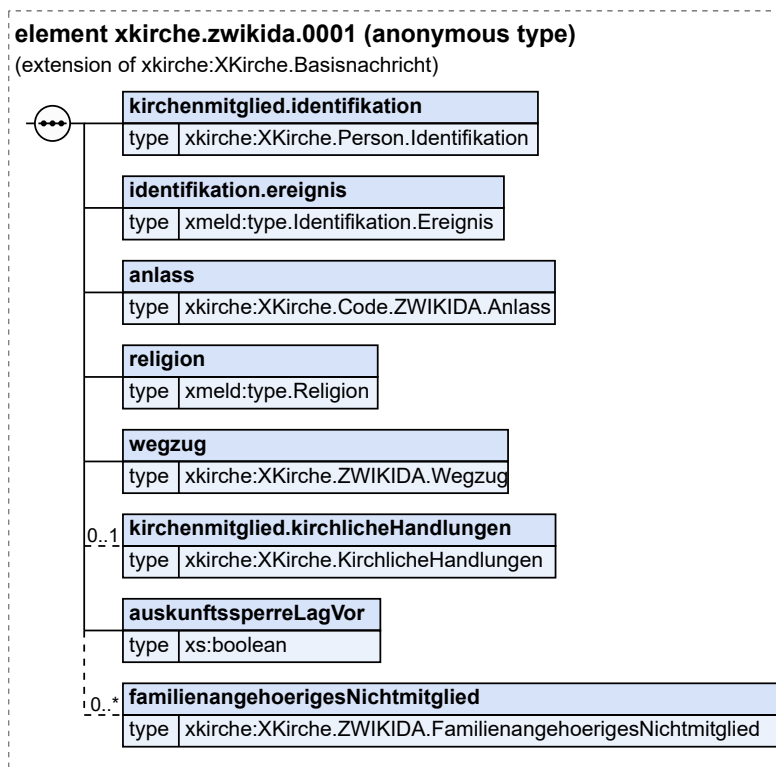 element xkirche.zwikida.0001 (anonymous type)
(extension of xkirche:XKirche.Basisnachricht)
kirchenmitglied.identifikation
type xkirche:XKirche.Person.Identifikation
identifikation.ereignis
type xmeld:type.Identifikation.Ereignis
anlass
type xkirche:XKirche.Code.ZWIKIDA.Anlass
religion
type xmeld:type.Religion
wegzug
type xkirche:XKirche.ZWIKIDA.Wegzug
0..1 kirchenmitglied.kirchlicheHandlungen
type xkirche:XKirche.KirchlicheHandlungen
auskunftssperreLagVor
type xs:boolean
0..* familienangehoerigesNichtmitglied
type xkirche:XKirche.ZWIKIDA.FamilienangehoerigesNichtmitglied